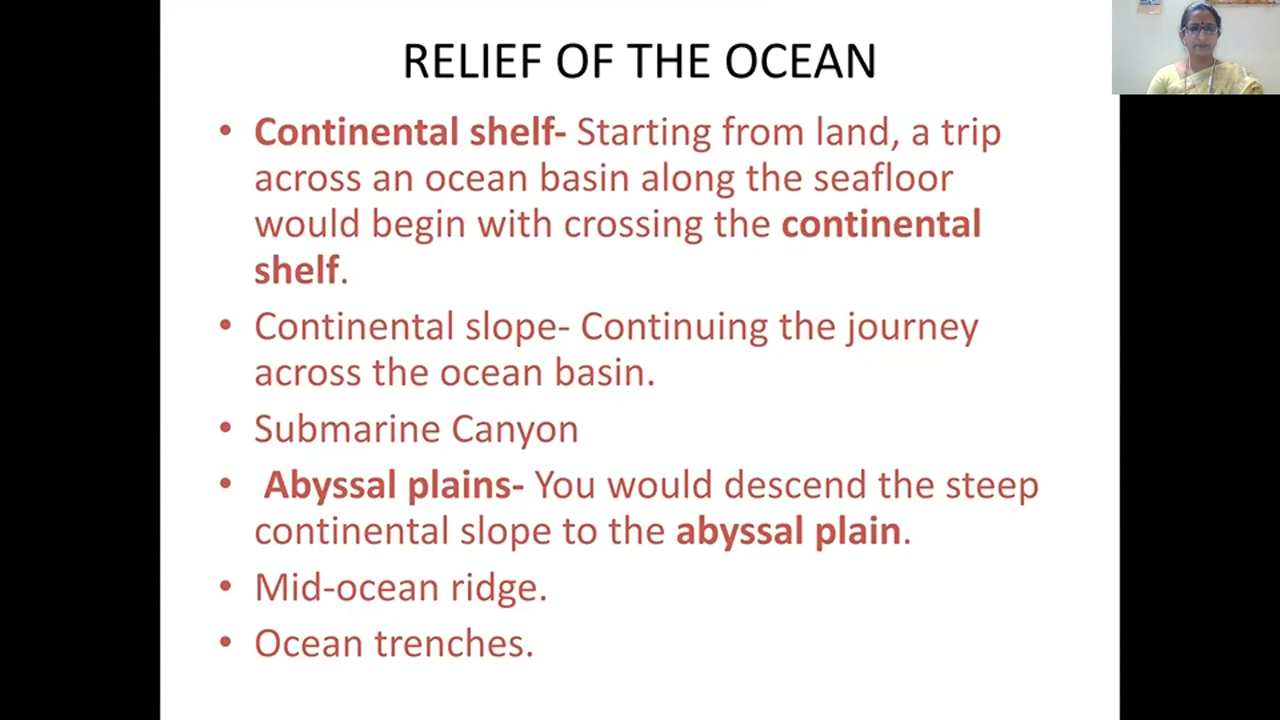 RELIEF OF THE OCEAN
• Continental shelf- Starting from land, a trip
across an ocean basin along the seafloor
would begin with crossing the continental
shelf.
• Continental slope- Continuing the journey
across the ocean basin.
• Submarine Canyon
• Abyssal plains- You would descend the steep
continental slope to the abyssal plain.
• Mid-ocean ridge.
• Ocean trenches.